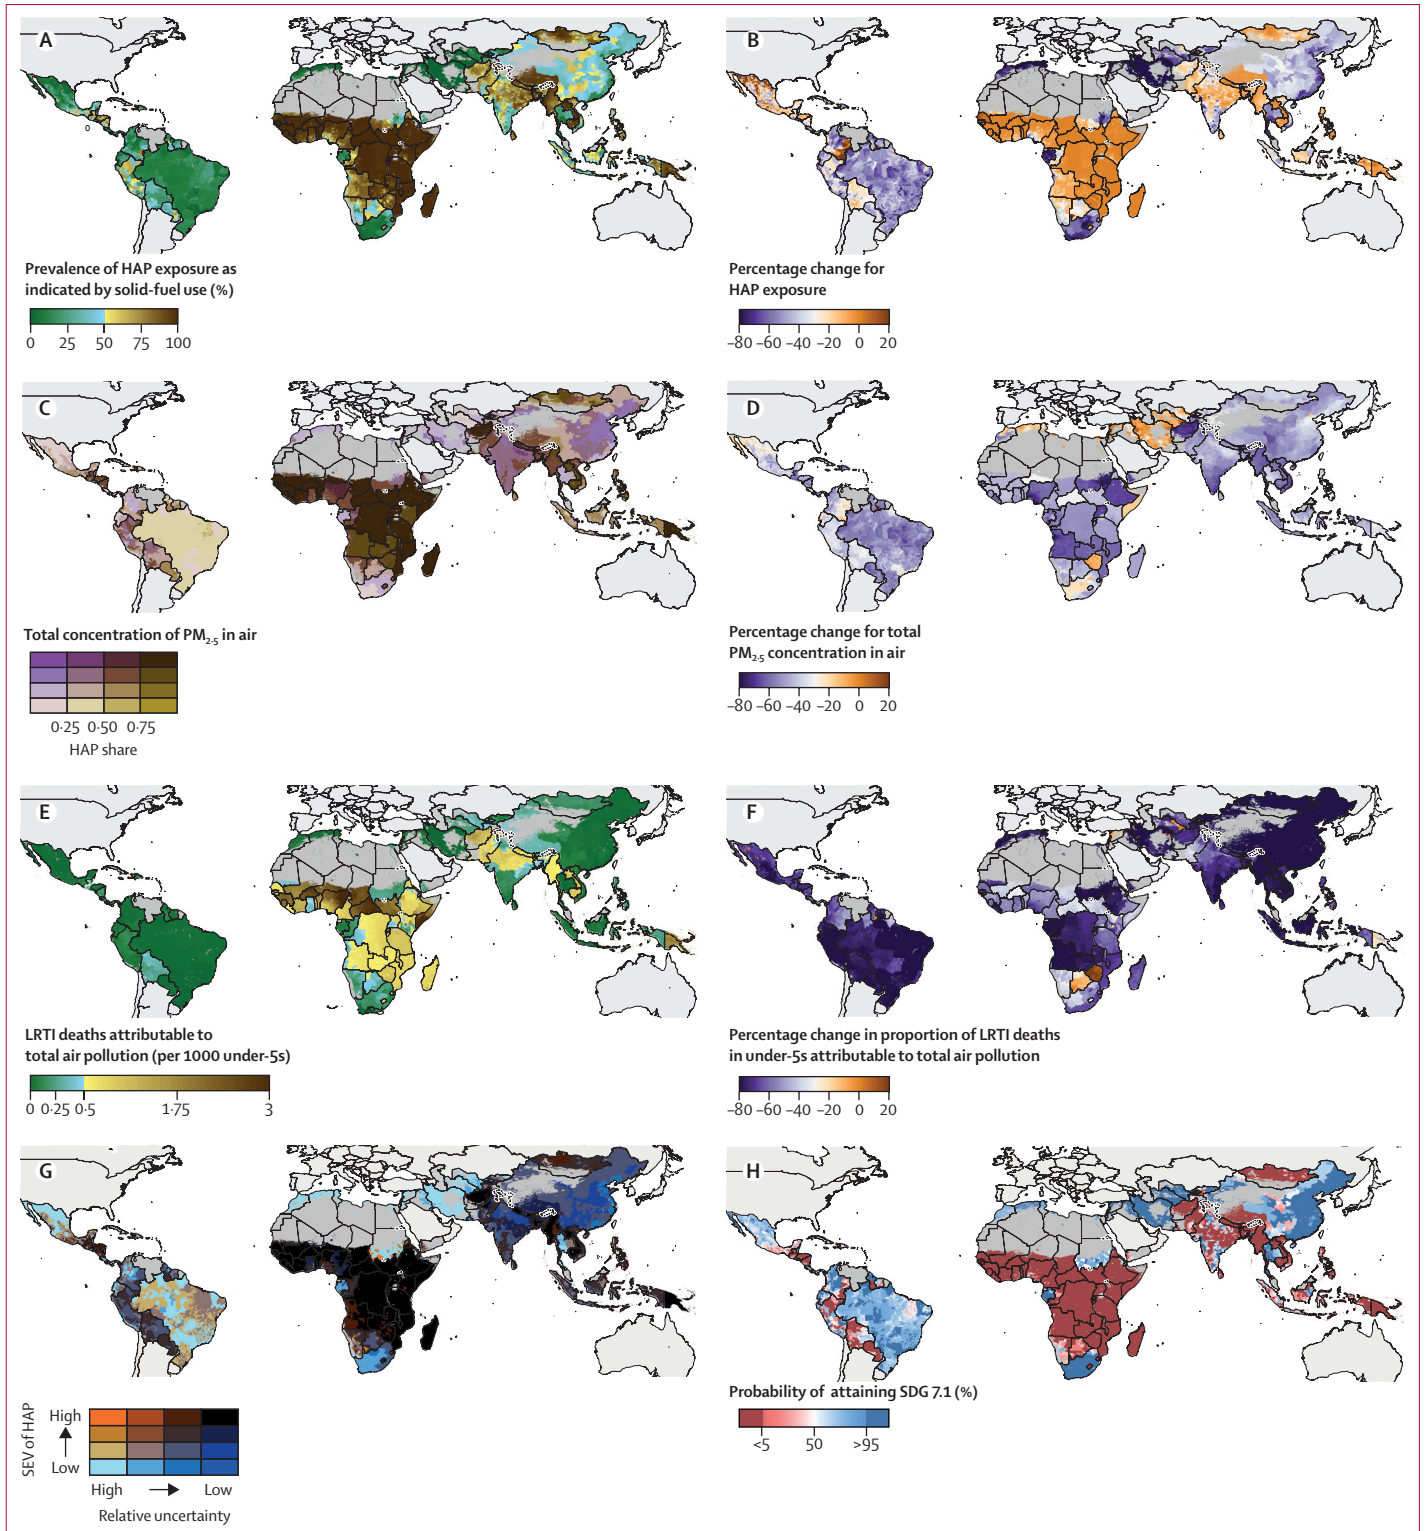 A
B
Prevalence of HAP exposure as
indicated by solid-fuel use (%)
0 25 50 75 100
Percentage change for
HAP exposure
–80 –60 –40 –20 0 20
C
D
Total concentration of PM2·5 in air
0·25 0·50 0·75
HAP share
Percentage change for total
PM2·5 concentration in air
–80 –60 –40 –20 0 20
E
F
LRTI deaths attributable to
total air pollution (per 1000 under-5s)
0 0·25 0·5 1·75 3
Percentage change in proportion of LRTI deaths
in under-5s attributable to total air pollution
–80 –60 –40 –20 0 20
G
H
SEV of HAP
High
Low
High Low
Relative uncertainty
Probability of attaining SDG 7.1 (%)
<5 50 >95